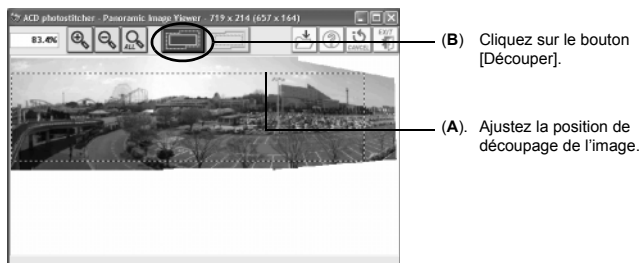 ACD photostitcher - Panoramic Image Viewer - 719 x 214 (657 x 164)
83.4%
ALL
CANCEL
EXIT
(B) Cliquez sur le bouton
[Découper].
(A). Ajustez la position de
découpage de l'image.